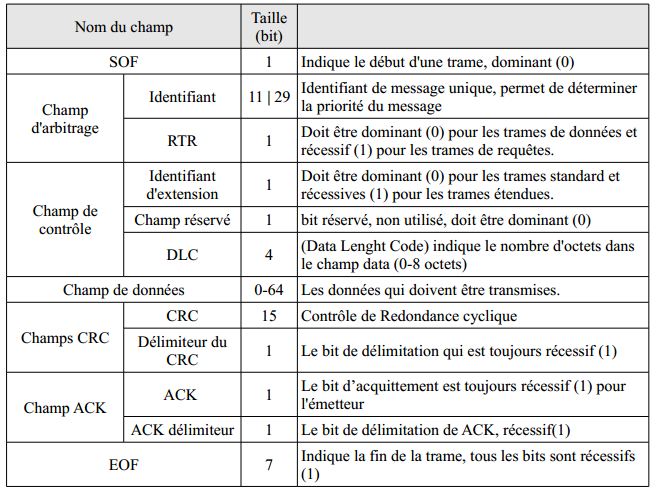 Nom du champ
Taille
(bit)
SOF
1
Indique le début d'une trame, dominant (0)
Champ
d'arbitrage
Identifiant
11 | 29
Identifiant de message unique, permet de déterminer
la priorité du message
RTR
1
Doit être dominant (0) pour les trames de données et
récessif (1) pour les trames de requêtes.
Champ de
contrôle
Identifiant
d'extension
1
Doit être dominant (0) pour les trames standard et
récessives (1) pour les trames étendues.
Champ réservé
1
bit réservé, non utilisé, doit être dominant (0)
DLC
4
(Data Lenght Code) indique le nombre d'octets dans
le champ data (0-8 octets)
Champ de données
0-64
Les données qui doivent être transmises.
Champs CRC
CRC
15
Contrôle de Redondance cyclique
Délimiteur du
CRC
1
Le bit de délimitation qui est toujours récessif (1)
Champ ACK
ACK
1
Le bit d’acquittement est toujours récessif (1) pour
l'émetteur
ACK délimiteur
1
Le bit de délimitation de ACK, récessif(1)
EOF
7
Indique la fin de la trame, tous les bits sont récessifs
(1)